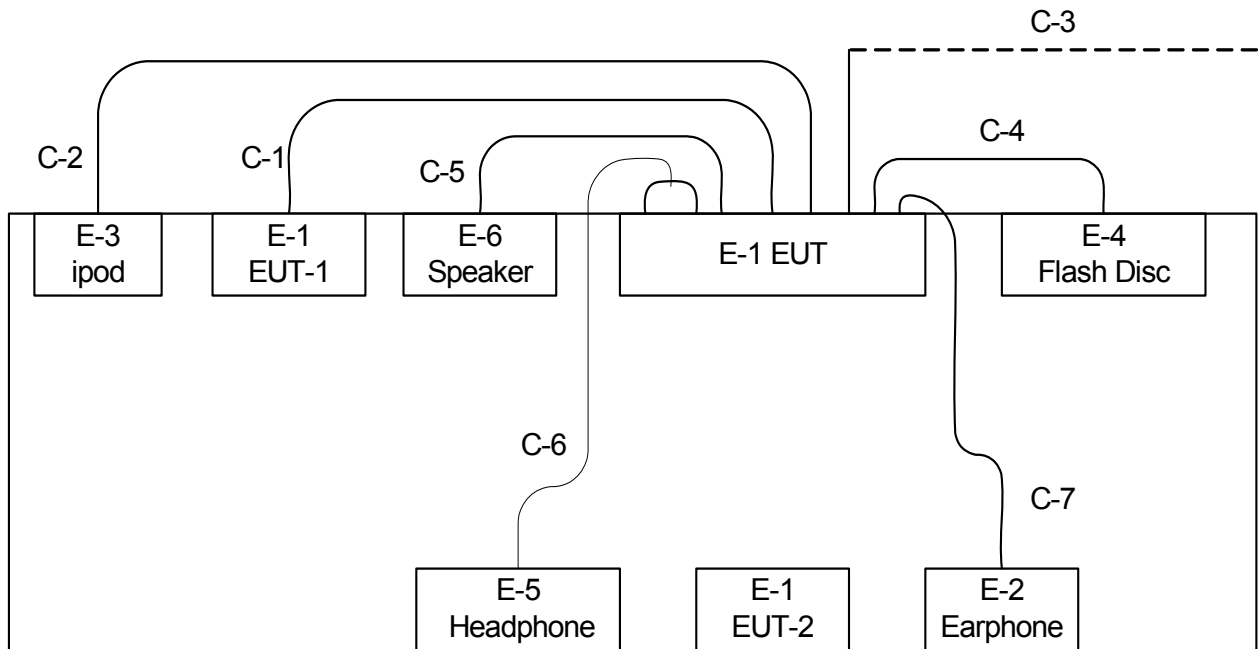 C-3
C-4
C-2
C-1
C-5
E-3
ipod
E-1
EUT-1
E-6
Speaker
E-1 EUT
E-4
Flash Disc
C-6
C-7
E-5
Headphone
E-1
EUT-2
E-2
Earphone